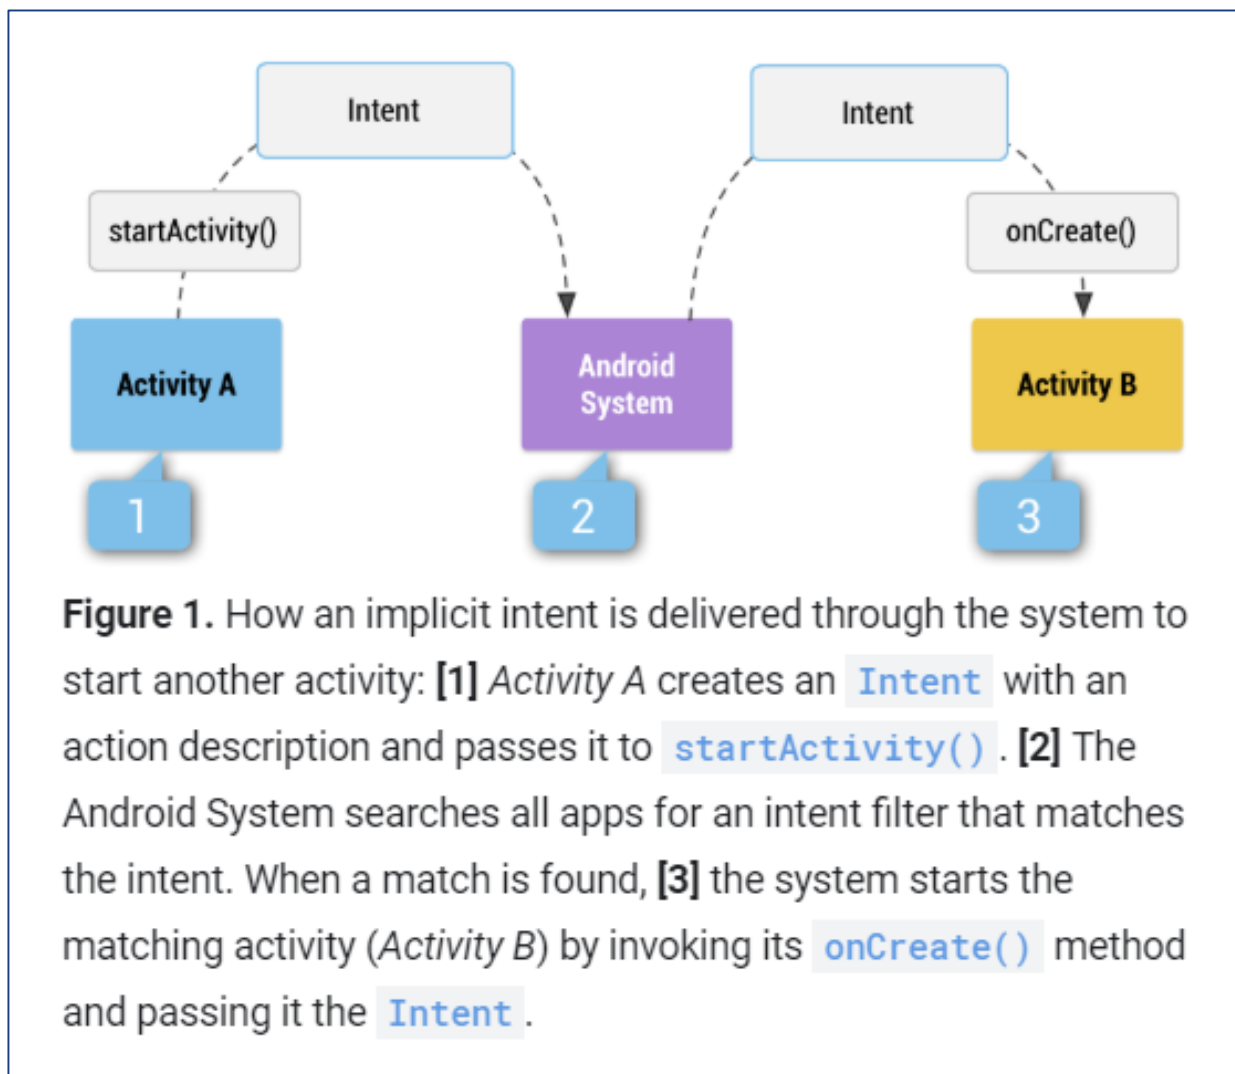 Intent
Intent
startActivity()
onCreate()
Activity A
Android
System
Activity B
1
2
3
Figure 1. How an implicit intent is delivered through the system to
start another activity: [1] Activity A creates an Intent with an
action description and passes it to startActivity(). [2] The
Android System searches all apps for an intent filter that matches
the intent. When a match is found, [3] the system starts the
matching activity (Activity B) by invoking its onCreate() method
and passing it the Intent.